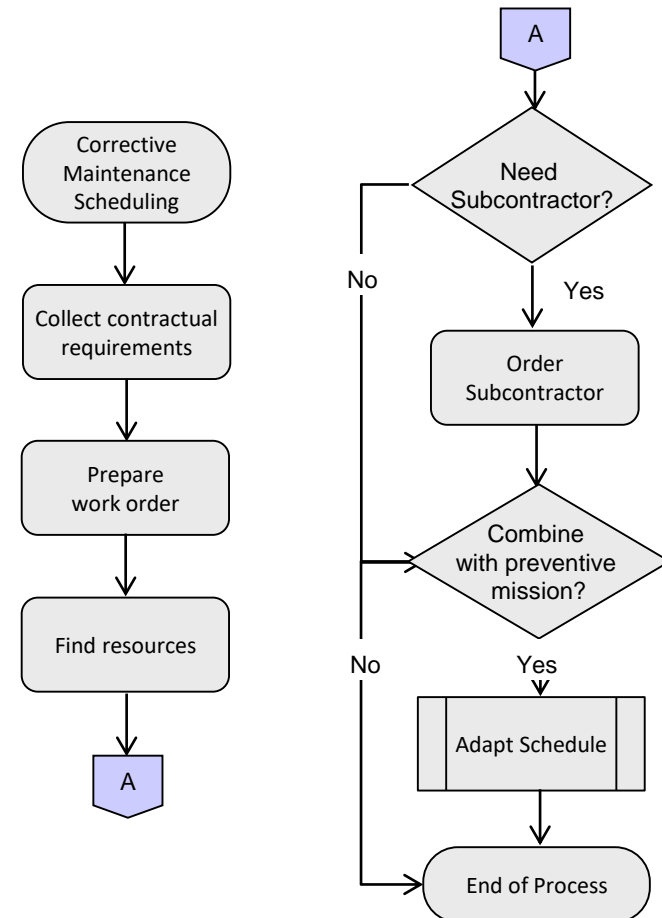 Corrective
Maintenance
Scheduling
Collect contractual
requirements
Prepare
work order
Find resources
A
A
Need
Subcontractor?
No
Yes
Order
Subcontractor
Combine
with preventive
mission?
No
Yes
Adapt Schedule
End of Process